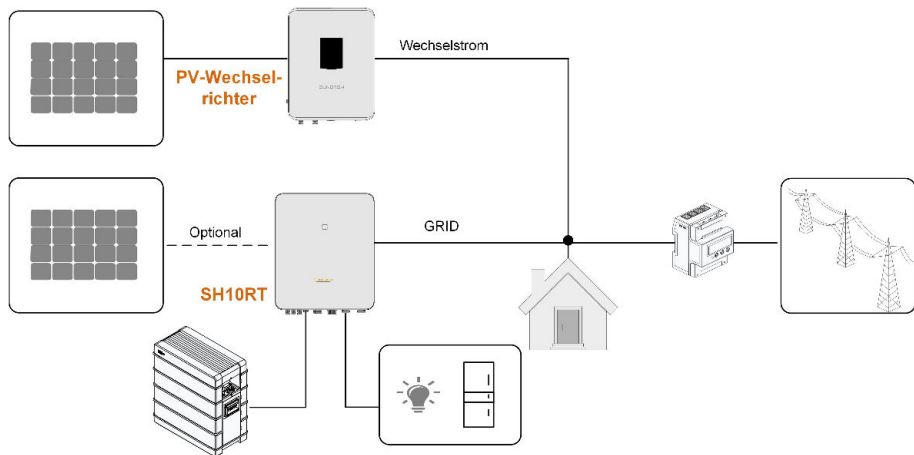 Wechselstrom
PV-Wechsel-
richter
Optional
GRID
SH10RT